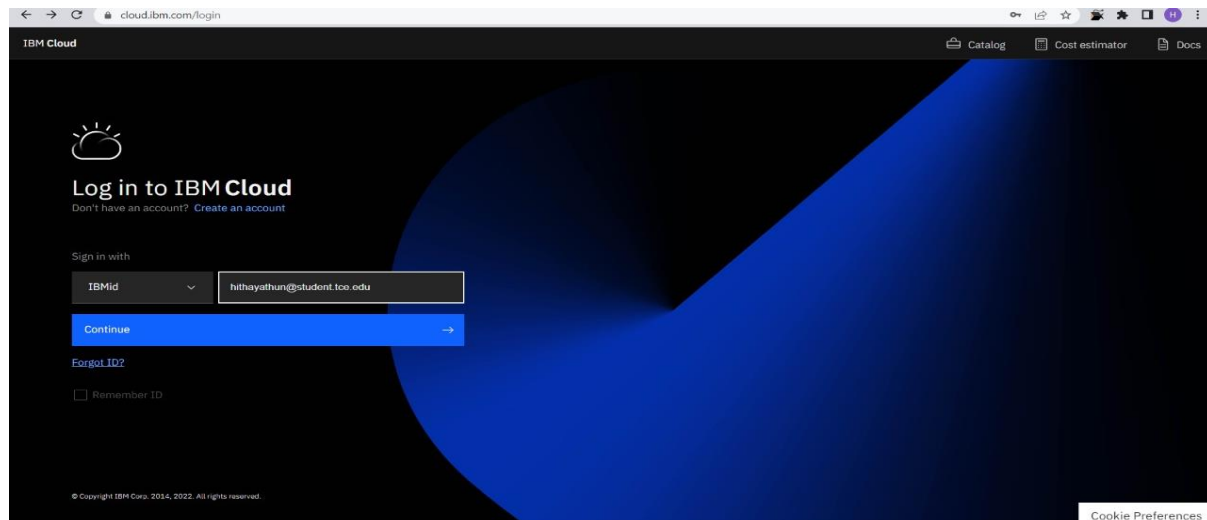 cloud.ibm.com/login
H
IBM Cloud
Catalog
Cost estimator
Docs
Log in to IBM Cloud
Don't have an account? Create an account
Sign in with
IBMid
hithayathun@student.tce.edu
Continue
Forgot ID?
Remember ID
© Copyright IBM Corp. 2014, 2022. All rights reserved.
Cookie Preferences